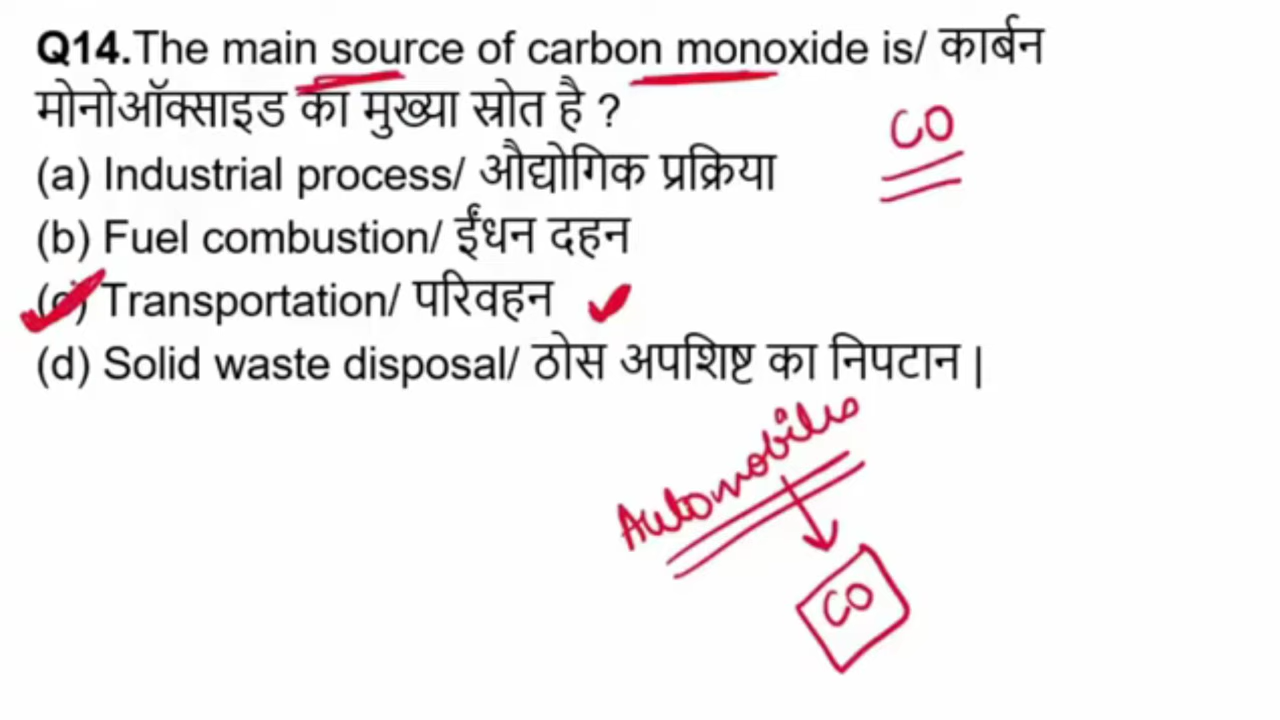 Q14.The main source of carbon monoxide is/ कार्बन
मोनोऑक्साइड का मुख्या स्रोत है ?
CO
(a) Industrial process/ औद्योगिक प्रक्रिया
(b) Fuel combustion/ ईंधन दहन
(c) Transportation/ परिवहन
(d) Solid waste disposal/ ठोस अपशिष्ट का निपटान |
Automobiles
CO